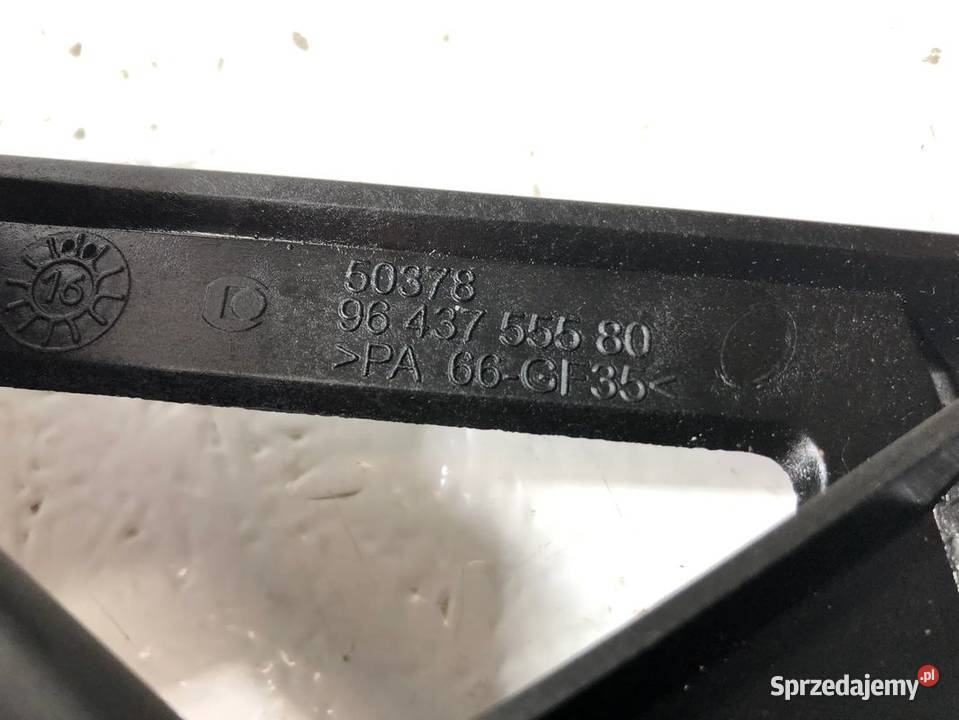 16
50378
96 437 555 80
>PA 66-GF35<
Sprzedajemy.pl